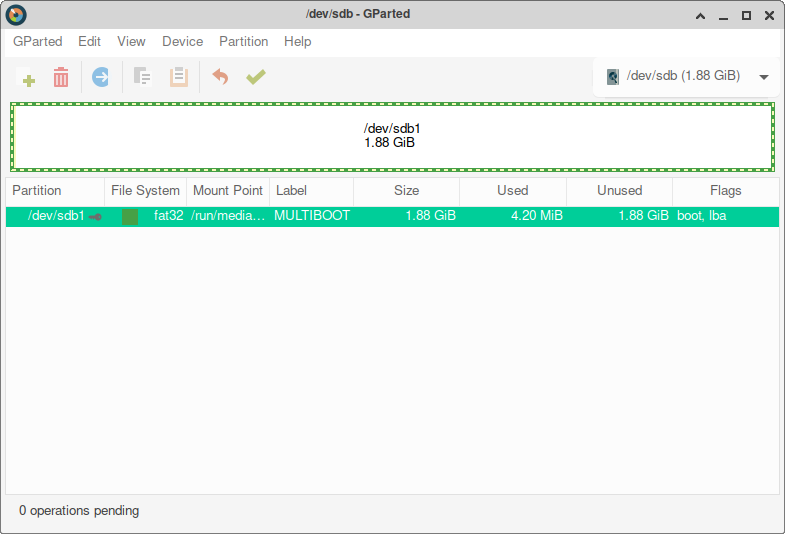 /dev/sdb - GParted
GParted Edit View Device Partition Help
/dev/sdb (1.88 GiB)
/dev/sdb1
1.88 GiB
Partition File System Mount Point Label Size Used Unused Flags
/dev/sdb1 fat32 /run/media… MULTIBOOT 1.88 GiB 4.20 MiB 1.88 GiB boot, lba
0 operations pending